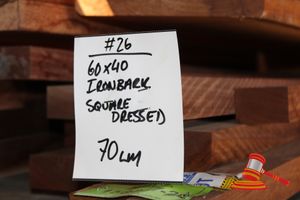 #26
60x40
IRONBARK
SQUARE
DRESSED
70LM